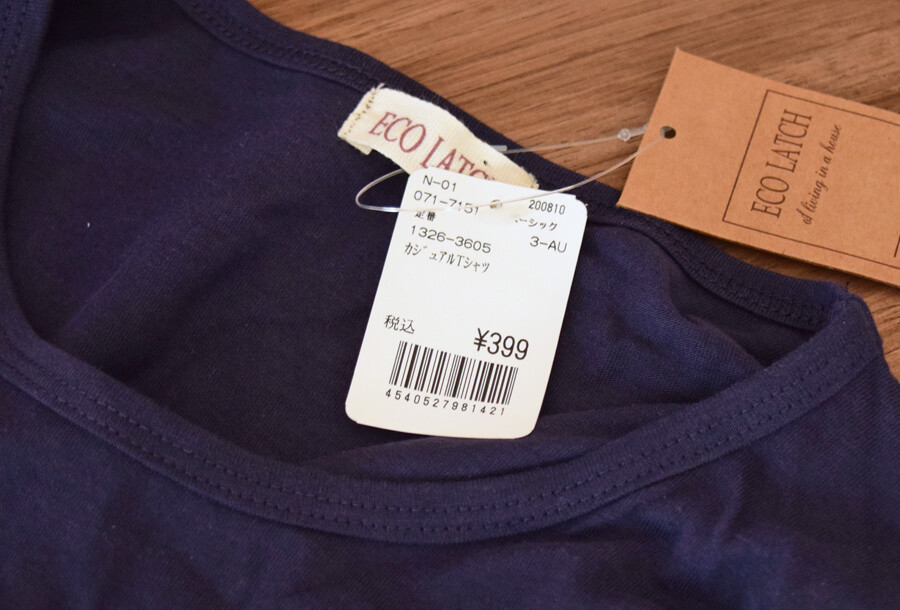 ECO LATC
N-01
071-7151 200810
定番 ーシック
1326-3605 3-AU
カジュアルTシャツ
税込 ¥399
4540527981421
ECO LATCH
of living in a house